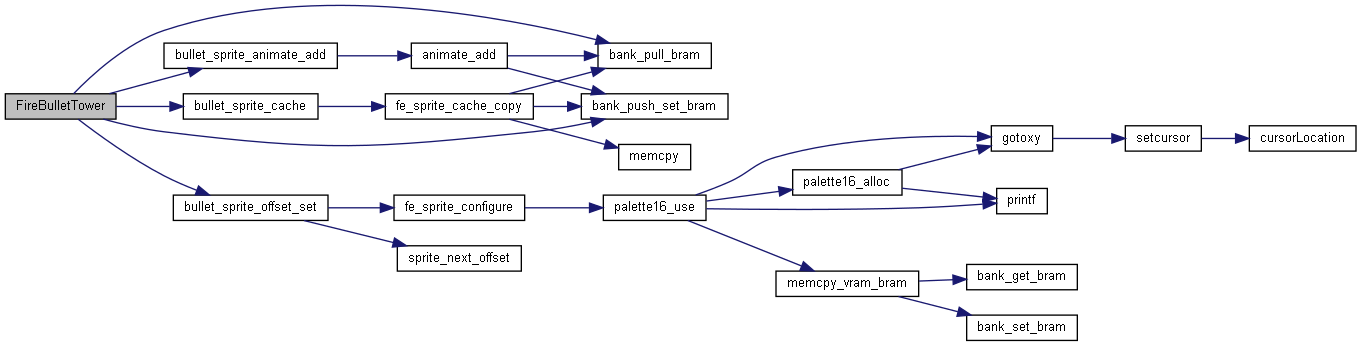 FireBulletTower
bullet_sprite_animate_add
animate_add
bank_pull_bram
bullet_sprite_cache
fe_sprite_cache_copy
bank_push_set_bram
memcpy
bullet_sprite_offset_set
fe_sprite_configure
sprite_next_offset
palette16_use
palette16_alloc
gotoxy
setcursor
cursorLocation
printf
memcpy_vram_bram
bank_get_bram
bank_set_bram